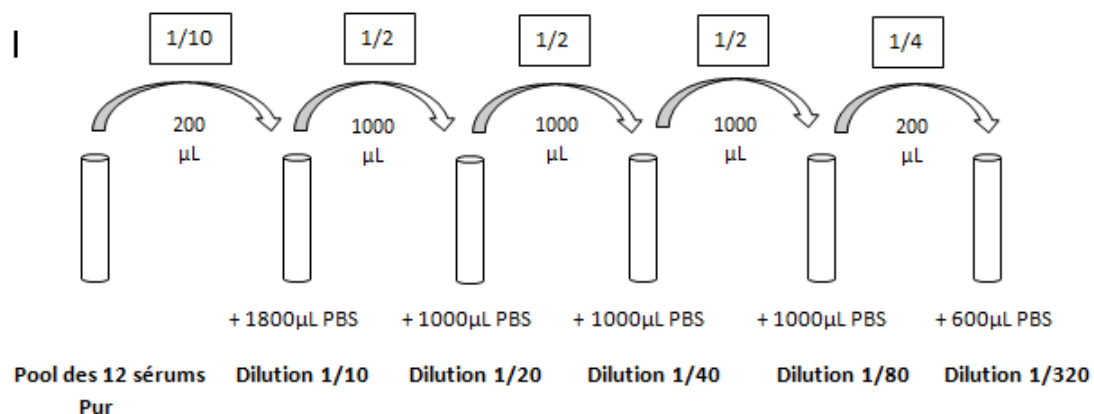 1/10 1/2 1/2 1/2 1/4
200 1000 1000 1000 200
µL µL µL µL µL
+ 1800µL PBS + 1000µL PBS + 1000µL PBS + 1000µL PBS + 600µL PBS
Pool des 12 sérums Dilution 1/10 Dilution 1/20 Dilution 1/40 Dilution 1/80 Dilution 1/320
Pur